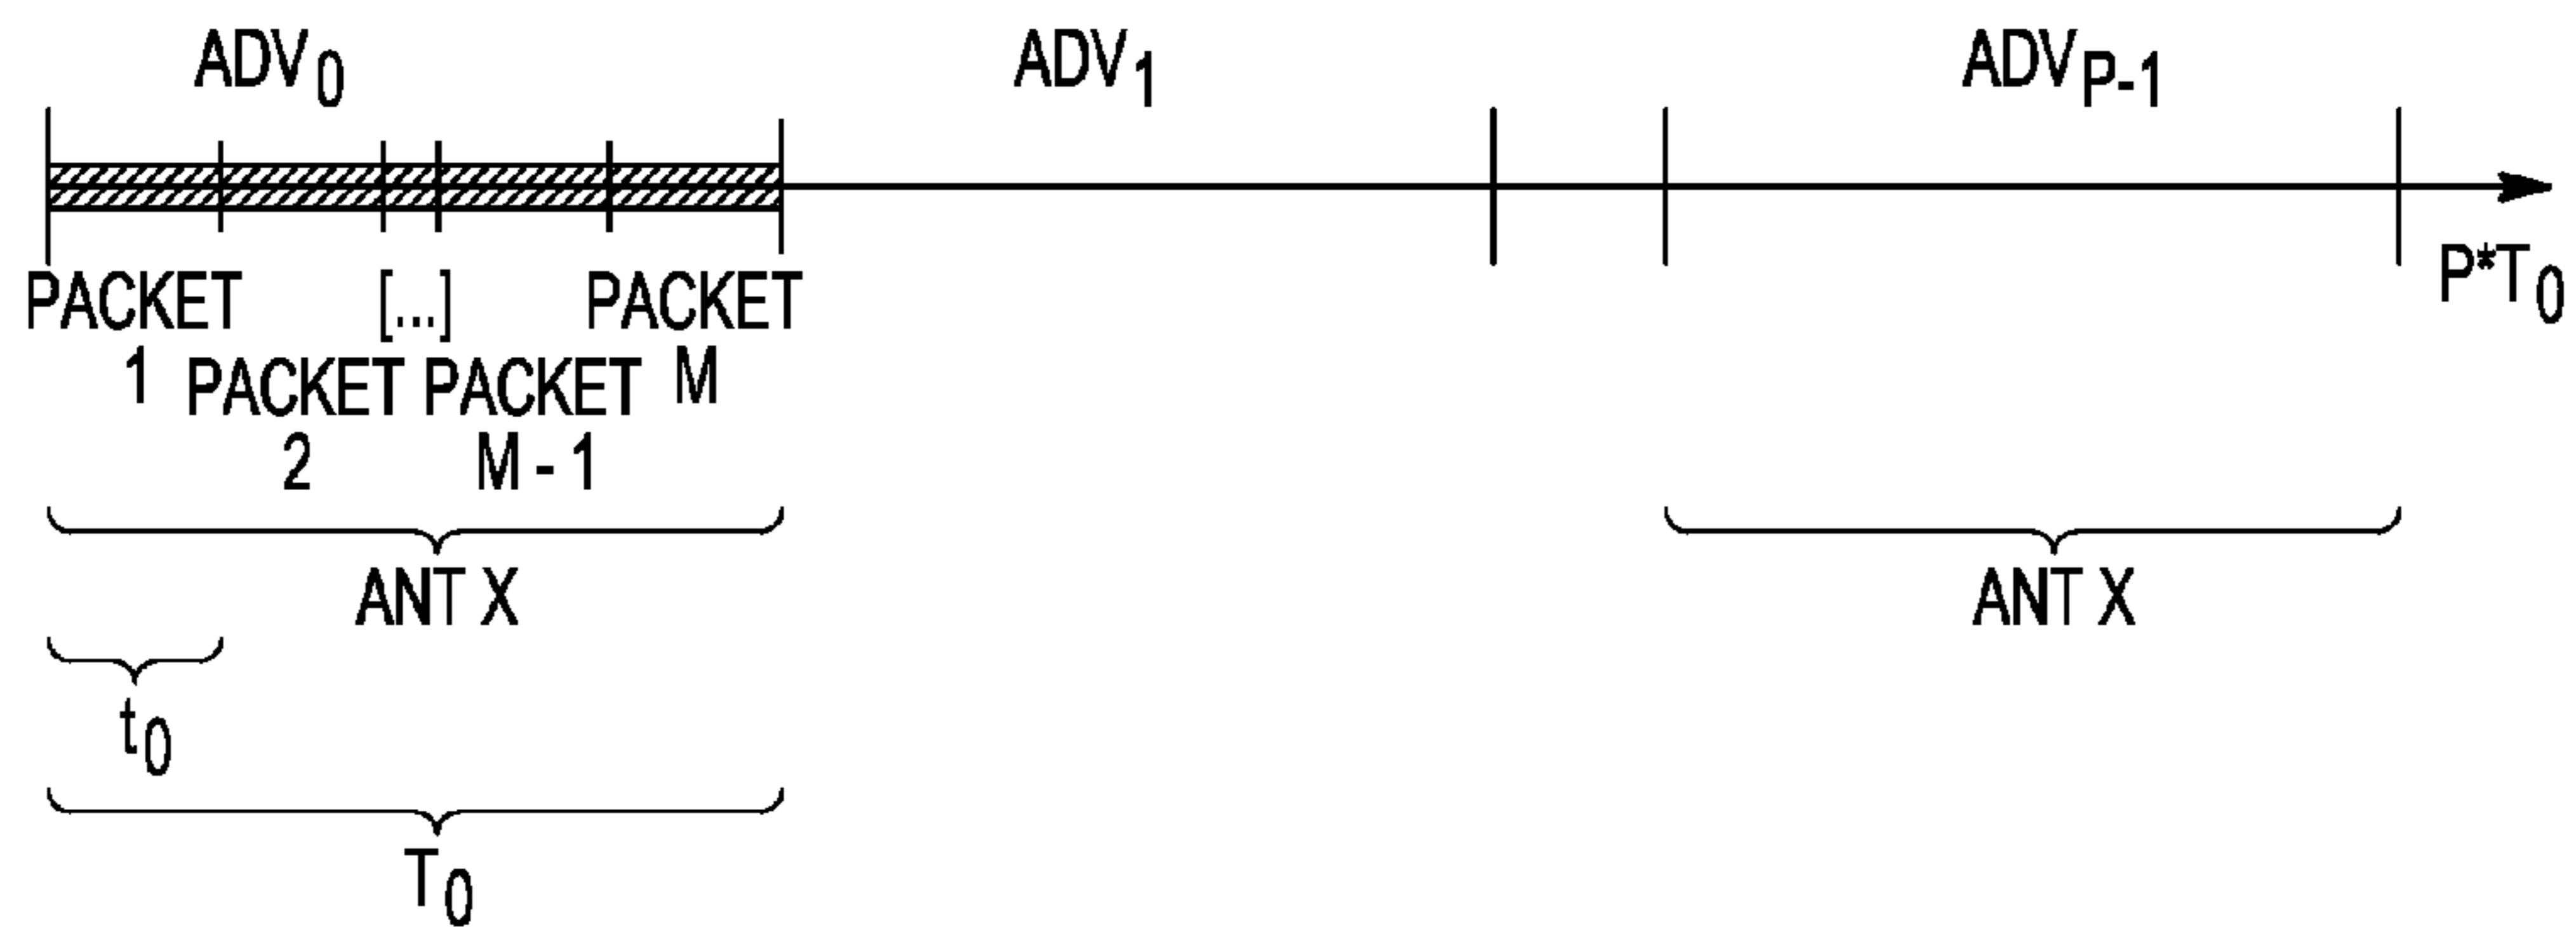 ADV0 ADV1 ADVP-1
PACKET 1 [...] PACKET M P*T0
PACKET 2 PACKET M - 1
ANT X ANT X
t0
T0